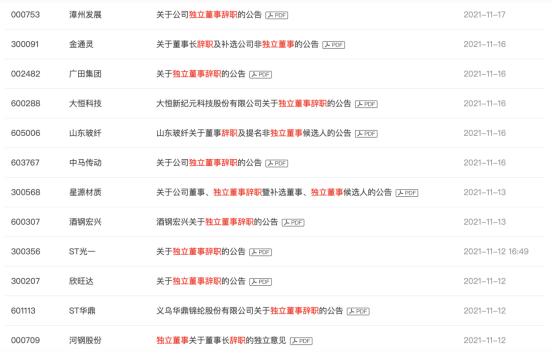 000753 漳州发展 关于公司独立董事辞职的公告 PDF 2021-11-17
300091 金通灵 关于董事长辞职及补选公司非独立董事的公告 PDF 2021-11-16
002482 广田集团 关于独立董事辞职的公告 PDF 2021-11-16
600288 大恒科技 大恒新纪元科技股份有限公司关于独立董事辞职的公告 PDF 2021-11-16
605006 山东玻纤 山东玻纤关于董事辞职及提名非独立董事候选人的公告 PDF 2021-11-16
603767 中马传动 关于公司独立董事辞职的公告 PDF 2021-11-16
300568 星源材质 关于公司董事、独立董事辞职暨补选董事、独立董事候选人的公告 PDF 2021-11-13
600307 酒钢宏兴 酒钢宏兴关于独立董事辞职的公告 PDF 2021-11-13
300356 ST光一 关于独立董事辞职的公告 PDF 2021-11-12 16:49
300207 欣旺达 关于独立董事辞职的公告 PDF 2021-11-12
601113 ST华鼎 义乌华鼎锦纶股份有限公司关于独立董事辞职的公告 PDF 2021-11-12
000709 河钢股份 独立董事关于董事长辞职的独立意见 PDF 2021-11-12